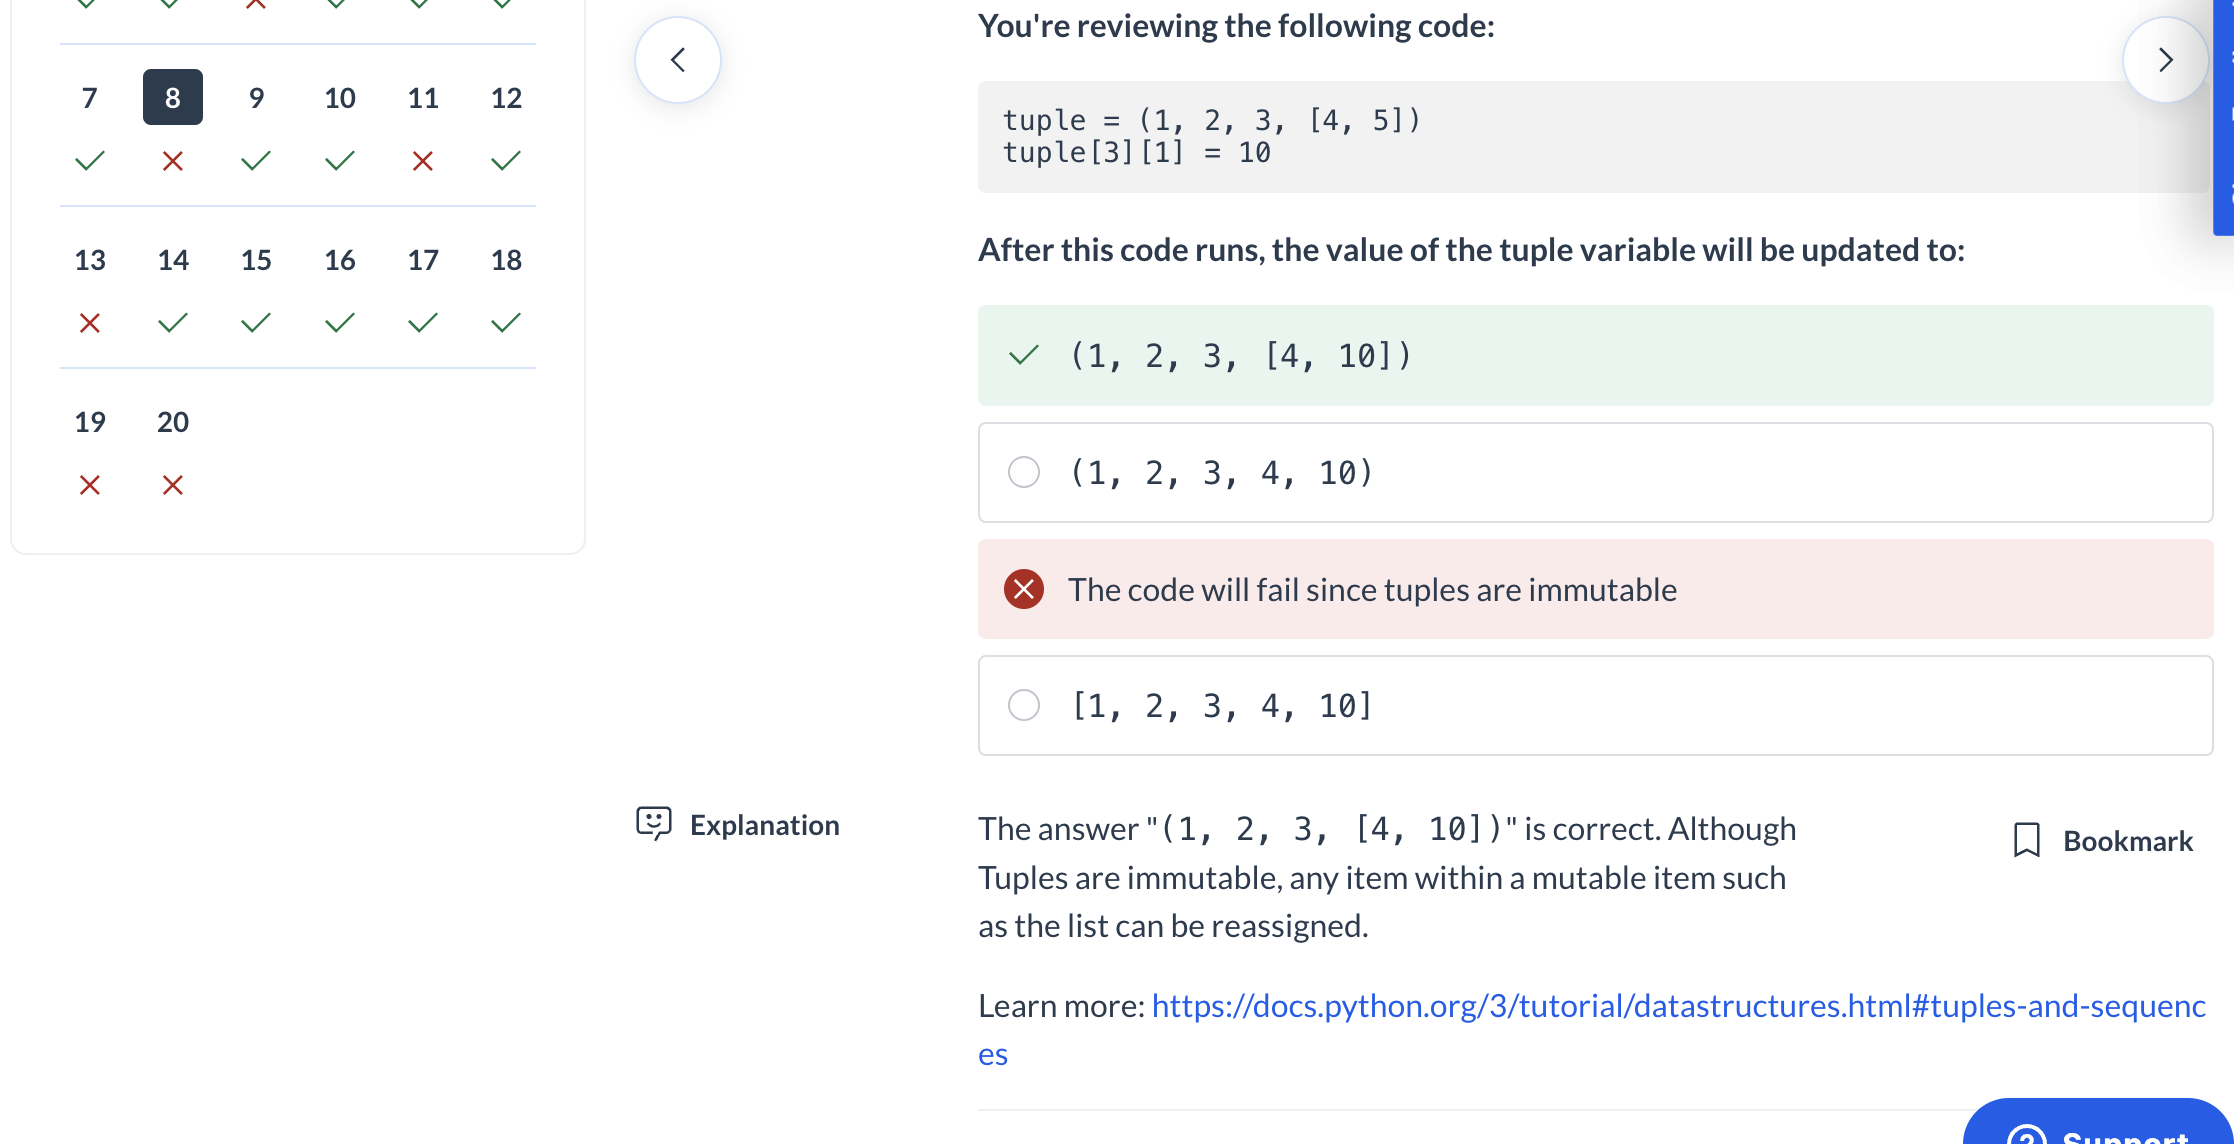 7 8 9 10 11 12
13 14 15 16 17 18
19 20
You're reviewing the following code:
tuple = (1, 2, 3, [4, 5])
tuple[3][1] = 10
After this code runs, the value of the tuple variable will be updated to:
(1, 2, 3, [4, 10])
(1, 2, 3, 4, 10)
The code will fail since tuples are immutable
[1, 2, 3, 4, 10]
Explanation
The answer "(1, 2, 3, [4, 10])" is correct. Although
Tuples are immutable, any item within a mutable item such
as the list can be reassigned.
Bookmark
Learn more: https://docs.python.org/3/tutorial/datastructures.html#tuples-and-sequenc
es
Support